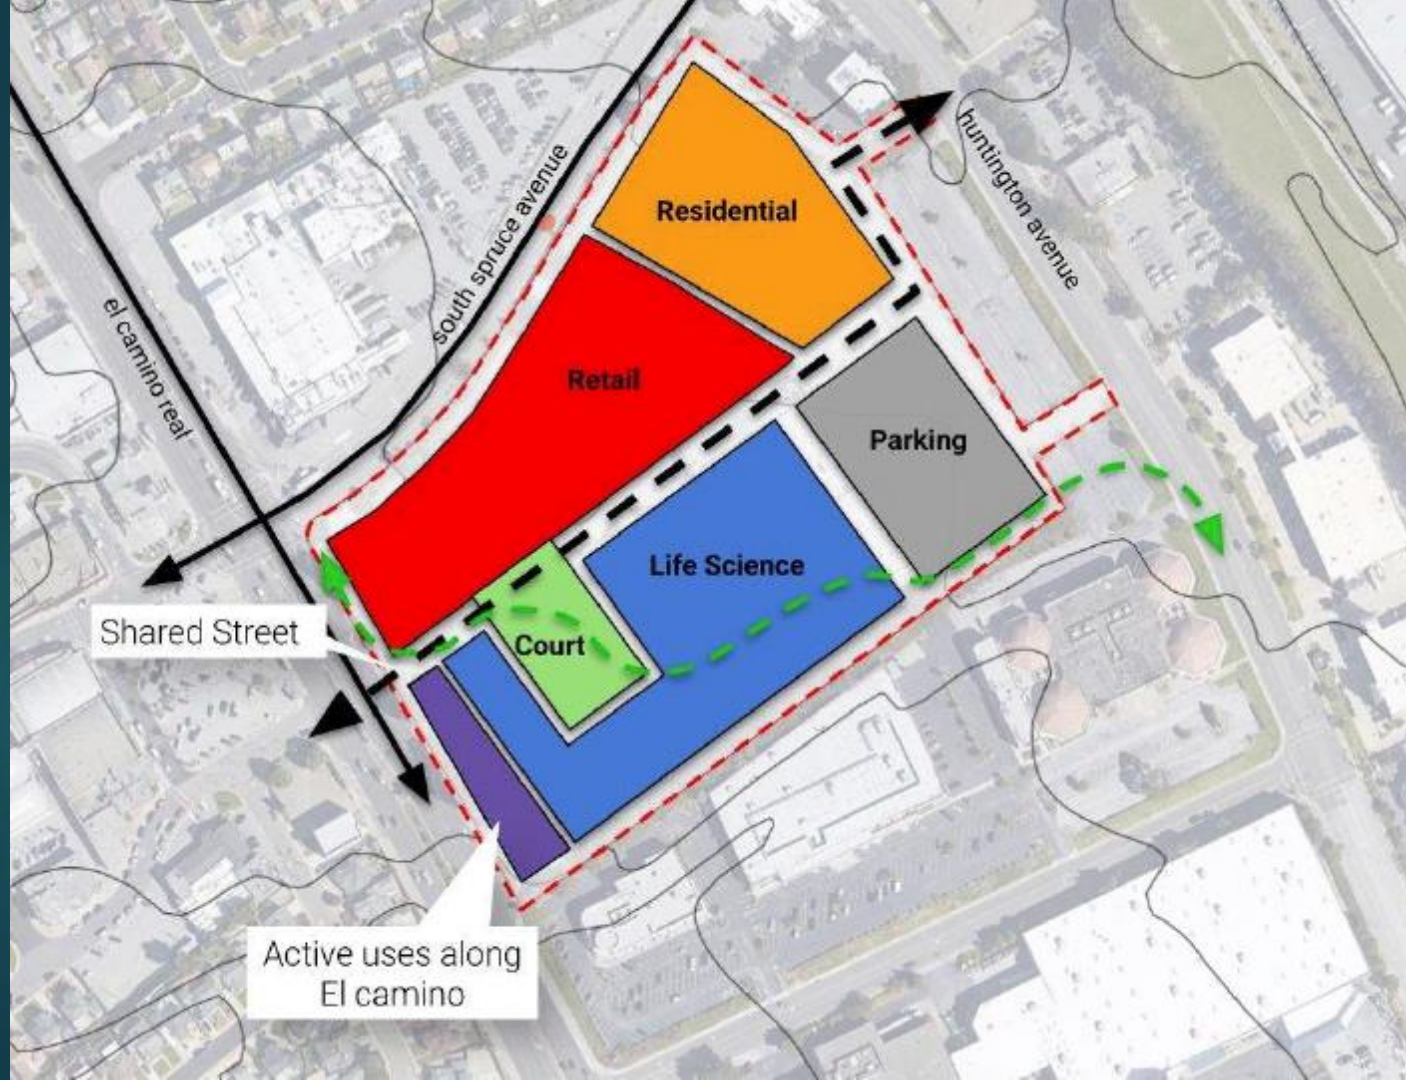 Residential
huntington avenue
south spruce avenue
el camino real
Retail
Parking
Life Science
Shared Street
Court
Active uses along
El camino